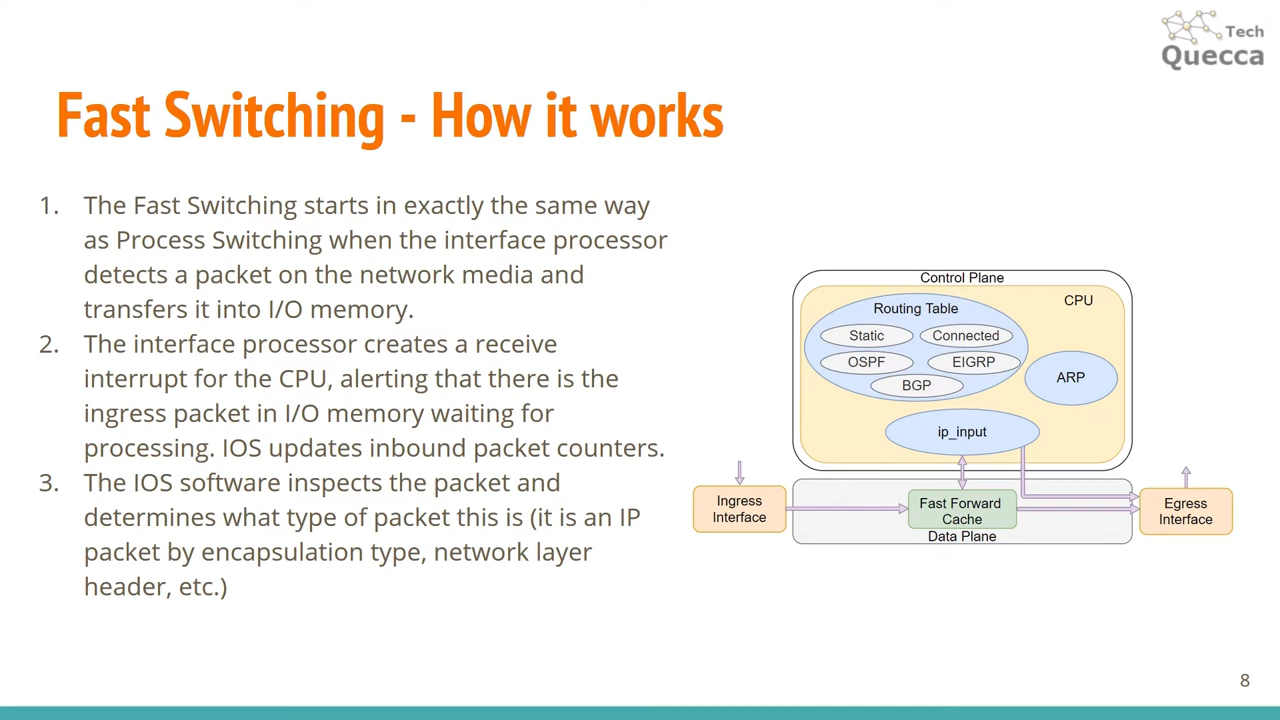 Tech
Quecca
Fast Switching - How it works
1. The Fast Switching starts in exactly the same way
as Process Switching when the interface processor
detects a packet on the network media and
transfers it into I/O memory.
2. The interface processor creates a receive
interrupt for the CPU, alerting that there is the
ingress packet in I/O memory waiting for
processing. IOS updates inbound packet counters.
3. The IOS software inspects the packet and
determines what type of packet this is (it is an IP
packet by encapsulation type, network layer
header, etc.)
Control Plane
CPU
Routing Table
Static
Connected
OSPF
EIGRP
BGP
ARP
ip_input
Ingress
Interface
Fast Forward
Cache
Data Plane
Egress
Interface
8